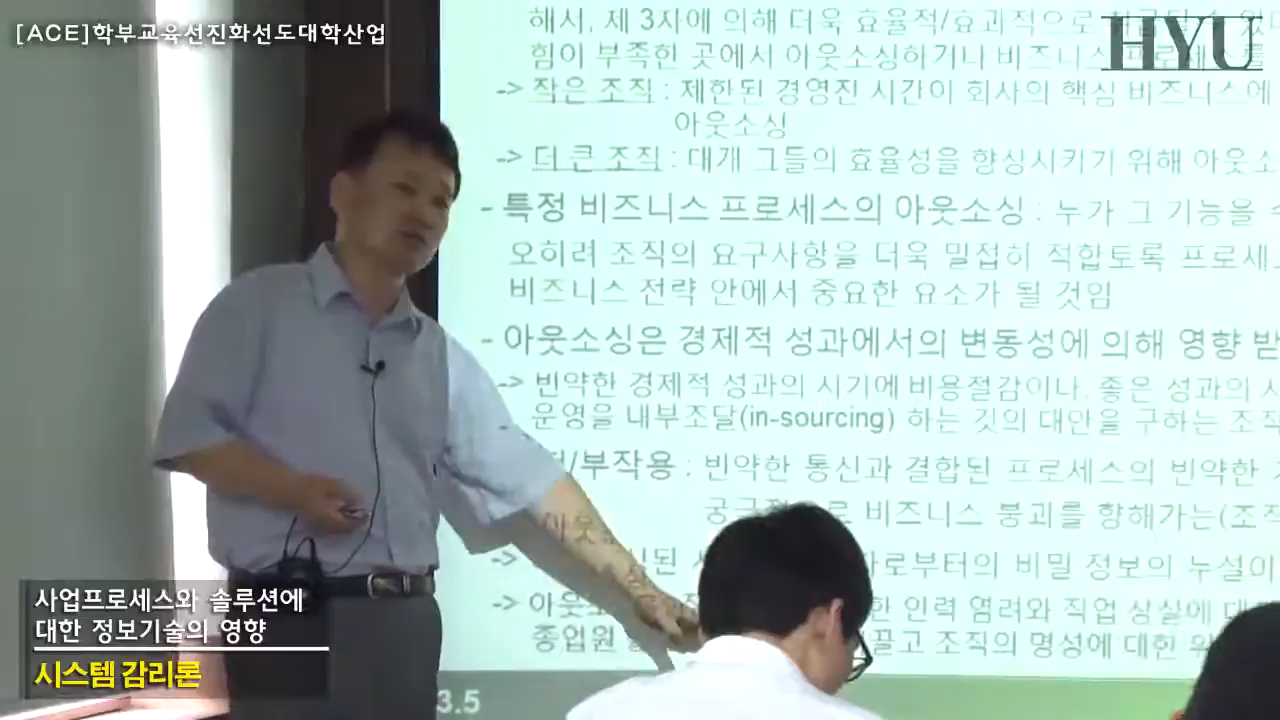 [ACE]학부교육선진화선도대학산업
HYU
해서, 제 3자에 의해 더욱 효율적/효과적으로
힘이 부족한 곳에서 아웃소싱하거나 비즈니스 프로세스를
-> 작은 조직 : 제한된 경영진 시간이 회사의 핵심 비즈니스에
아웃소싱
-> 더 큰 조직 : 대개 그들의 효율성을 향상시키기 위해 아웃소
- 특정 비즈니스 프로세스의 아웃소싱 : 누가 그 기능을
오히려 조직의 요구사항을 더욱 밀접히 적합토록 프로세스
비즈니스 전략 안에서 중요한 요소가 될 것임
- 아웃소싱은 경제적 성과에서의 변동성에 의해 영향 받
-> 빈약한 경제적 성과의 시기에 비용절감이나, 좋은 성과의 시
운영을 내부조달(in-sourcing) 하는 것의 대안을 구하는 조직
/부작용 : 빈약한 통신과 결합된 프로세스의 빈약한
비즈니스 붕괴를 향해가는(조직
->
로부터의 비밀 정보의 누설이
-> 아웃
한 인력 염려와 직업 상실에 대
종업원
끌고 조직의 명성에 대한 위
3.5
사업프로세스와 솔루션에
대한 정보기술의 영향
시스템 감리론